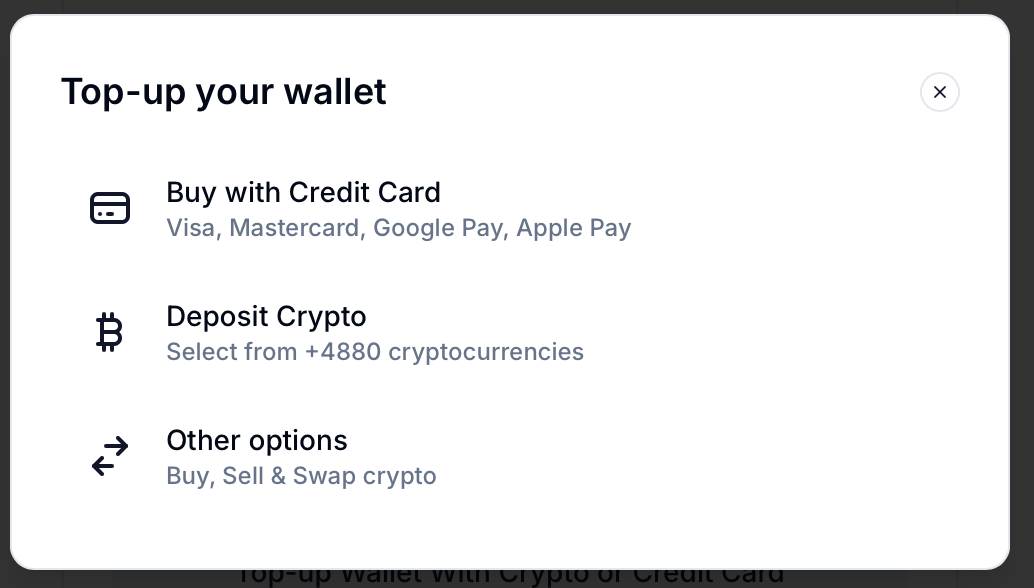 Top-up your wallet
Buy with Credit Card
Visa, Mastercard, Google Pay, Apple Pay
Deposit Crypto
Select from +4880 cryptocurrencies
Other options
Buy, Sell & Swap crypto
Top-up Wallet With Crypto or Credit Card